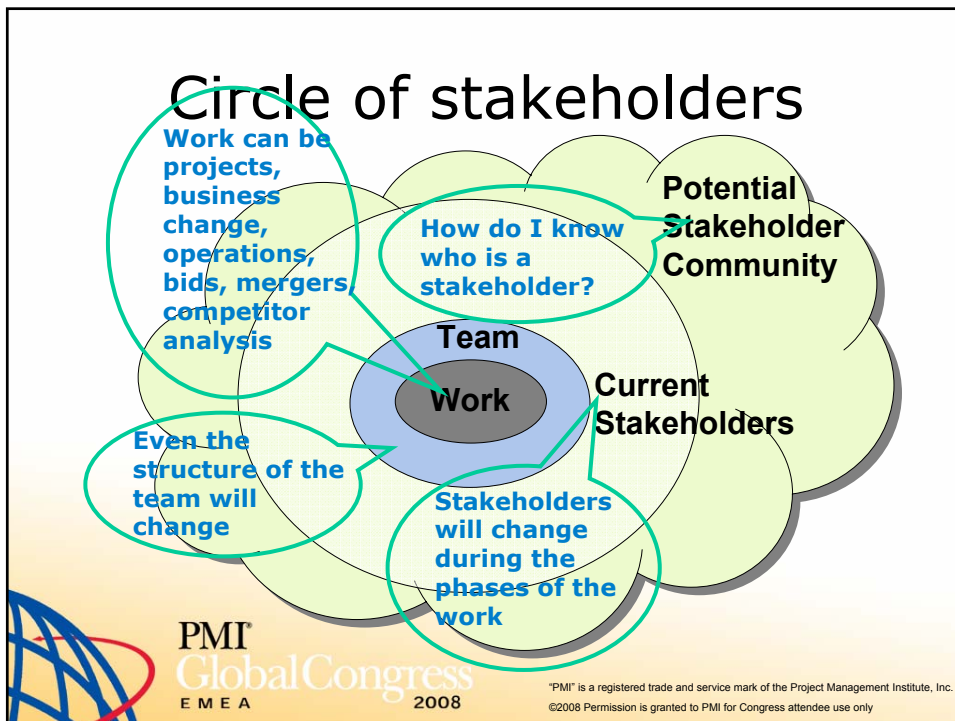 Circle of stakeholders
Work can be
projects,
business
change,
operations,
bids, mergers,
competitor
analysis
How do I know
who is a
stakeholder?
Potential
Stakeholder
Community
Team
Work
Current
Stakeholders
Even the
structure of the
team will
change
Stakeholders
will change
during the
phases of the
work
PMI®
Global Congress
EMEA 2008
"PMI" is a registered trade and service mark of the Project Management Institute, Inc.
©2008 Permission is granted to PMI for Congress attendee use only